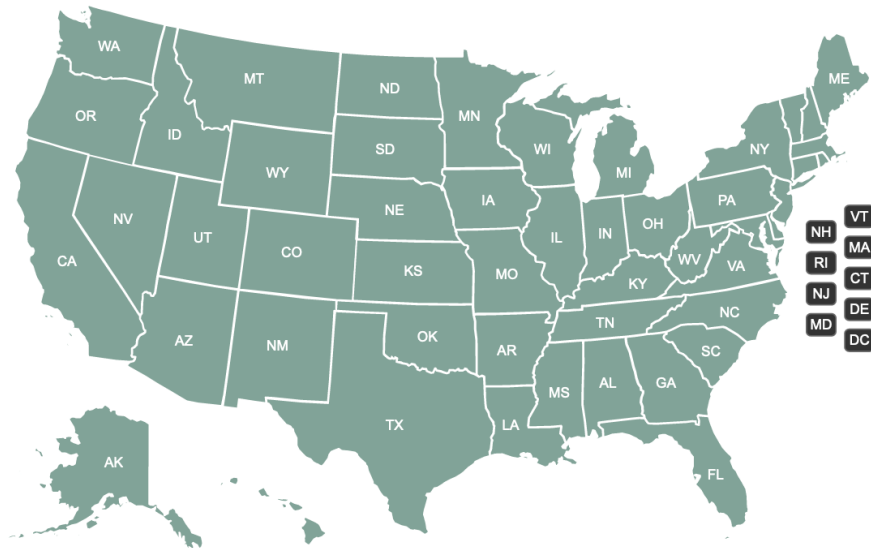 WA
MT
ND
MN
ME
OR
ID
SD
WI
NY
MI
WY
NE
IA
PA
NV
UT
CO
IL
IN
OH
VT
NH
MA
CA
KS
MO
WV
VA
RI
KY
CT
NJ
NC
DE
AZ
NM
OK
AR
TN
MD
SC
DC
MS
AL
GA
TX
LA
AK
FL